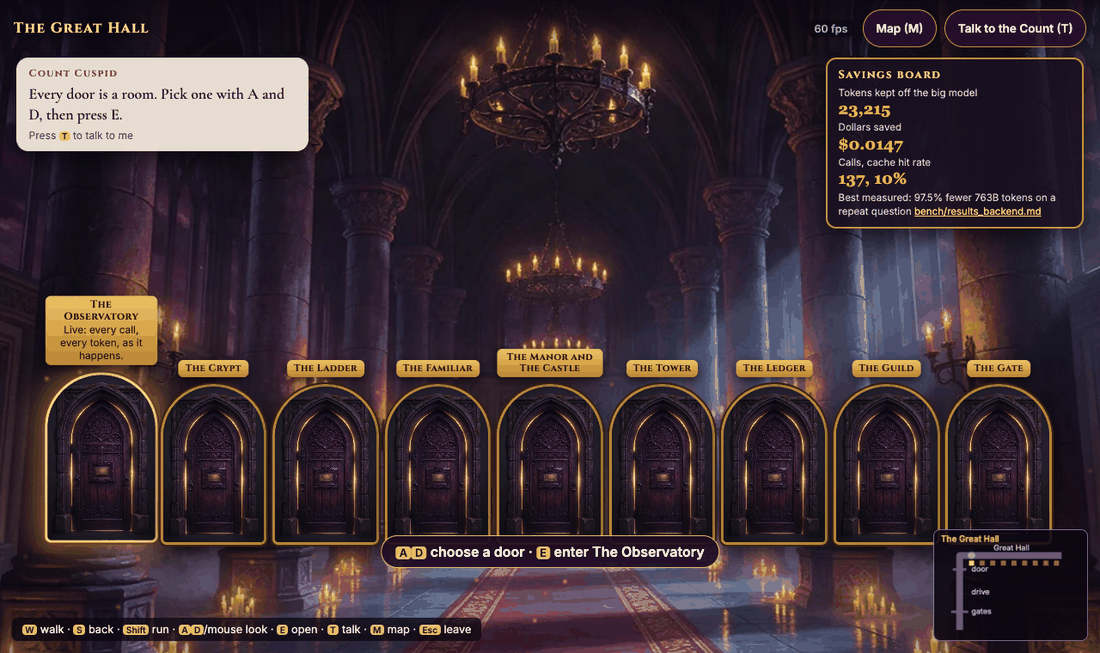 THE GREAT HALL
60 fps
Map (M)
Talk to the Count (T)
COUNT CUSPID
Every door is a room. Pick one with A and
D, then press E.
Press T to talk to me
SAVINGS BOARD
Tokens kept off the big model
23,215
Dollars saved
$0.0147
Calls, cache hit rate
137, 10%
Best measured: 97.5% fewer 763B tokens on a
repeat question bench/results_backend.md
THE
OBSERVATORY
Live: every call,
every token, as it
happens.
THE CRYPT
THE LADDER
THE FAMILIAR
THE MANOR AND
THE CASTLE
THE TOWER
THE LEDGER
THE GUILD
THE GATE
A D choose a door · E enter The Observatory
The Great Hall
Great Hall
door
drive
gates
W walk · S back · Shift run · A D/mouse look · E open · T talk · M map · Esc leave